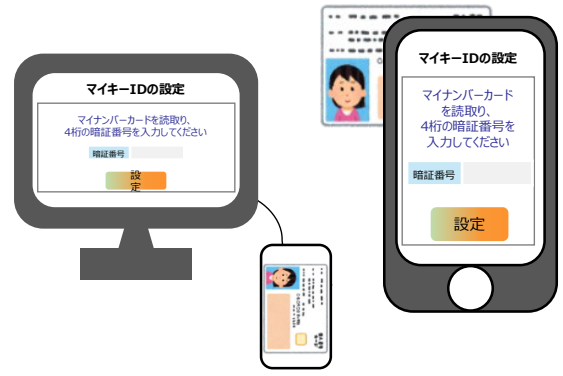 マイキーIDの設定
マイナンバーカードを読取り、
4桁の暗証番号を入力してください
暗証番号
設
定
マイキーIDの設定
マイナンバーカード
を読取り、
4桁の暗証番号を
入力してください
暗証番号
設定